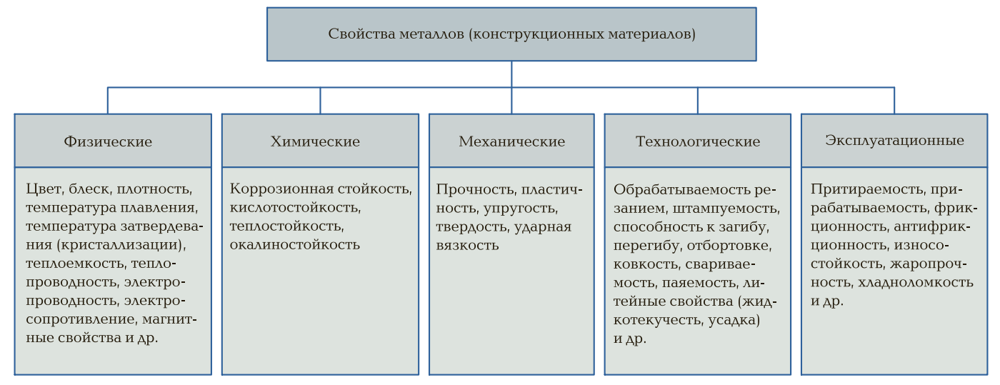 Свойства металлов (конструкционных материалов)
Физические
Цвет, блеск, плотность,
температура плавления,
температура затвердева-
ния (кристаллизации),
теплоемкость, тепло-
проводность, электро-
проводность, электро-
сопротивление, магнит-
ные свойства и др.
Химические
Коррозионная стойкость,
кислотостойкость,
теплостойкость,
окалиностойкость
Механические
Прочность, пластич-
ность, упругость,
твердость, ударная
вязкость
Технологические
Обрабатываемость ре-
занием, штампуемость,
способность к загибу,
перегибу, отбортовке,
ковкость, сваривае-
мость, паяемость, ли-
тейные свойства (жид-
котекучесть, усадка)
и др.
Эксплуатационные
Притираемость, при-
рабатываемость, фрик-
ционность, антифрик-
ционность, износо-
стойкость, жаропроч-
ность, хладноломкость
и др.